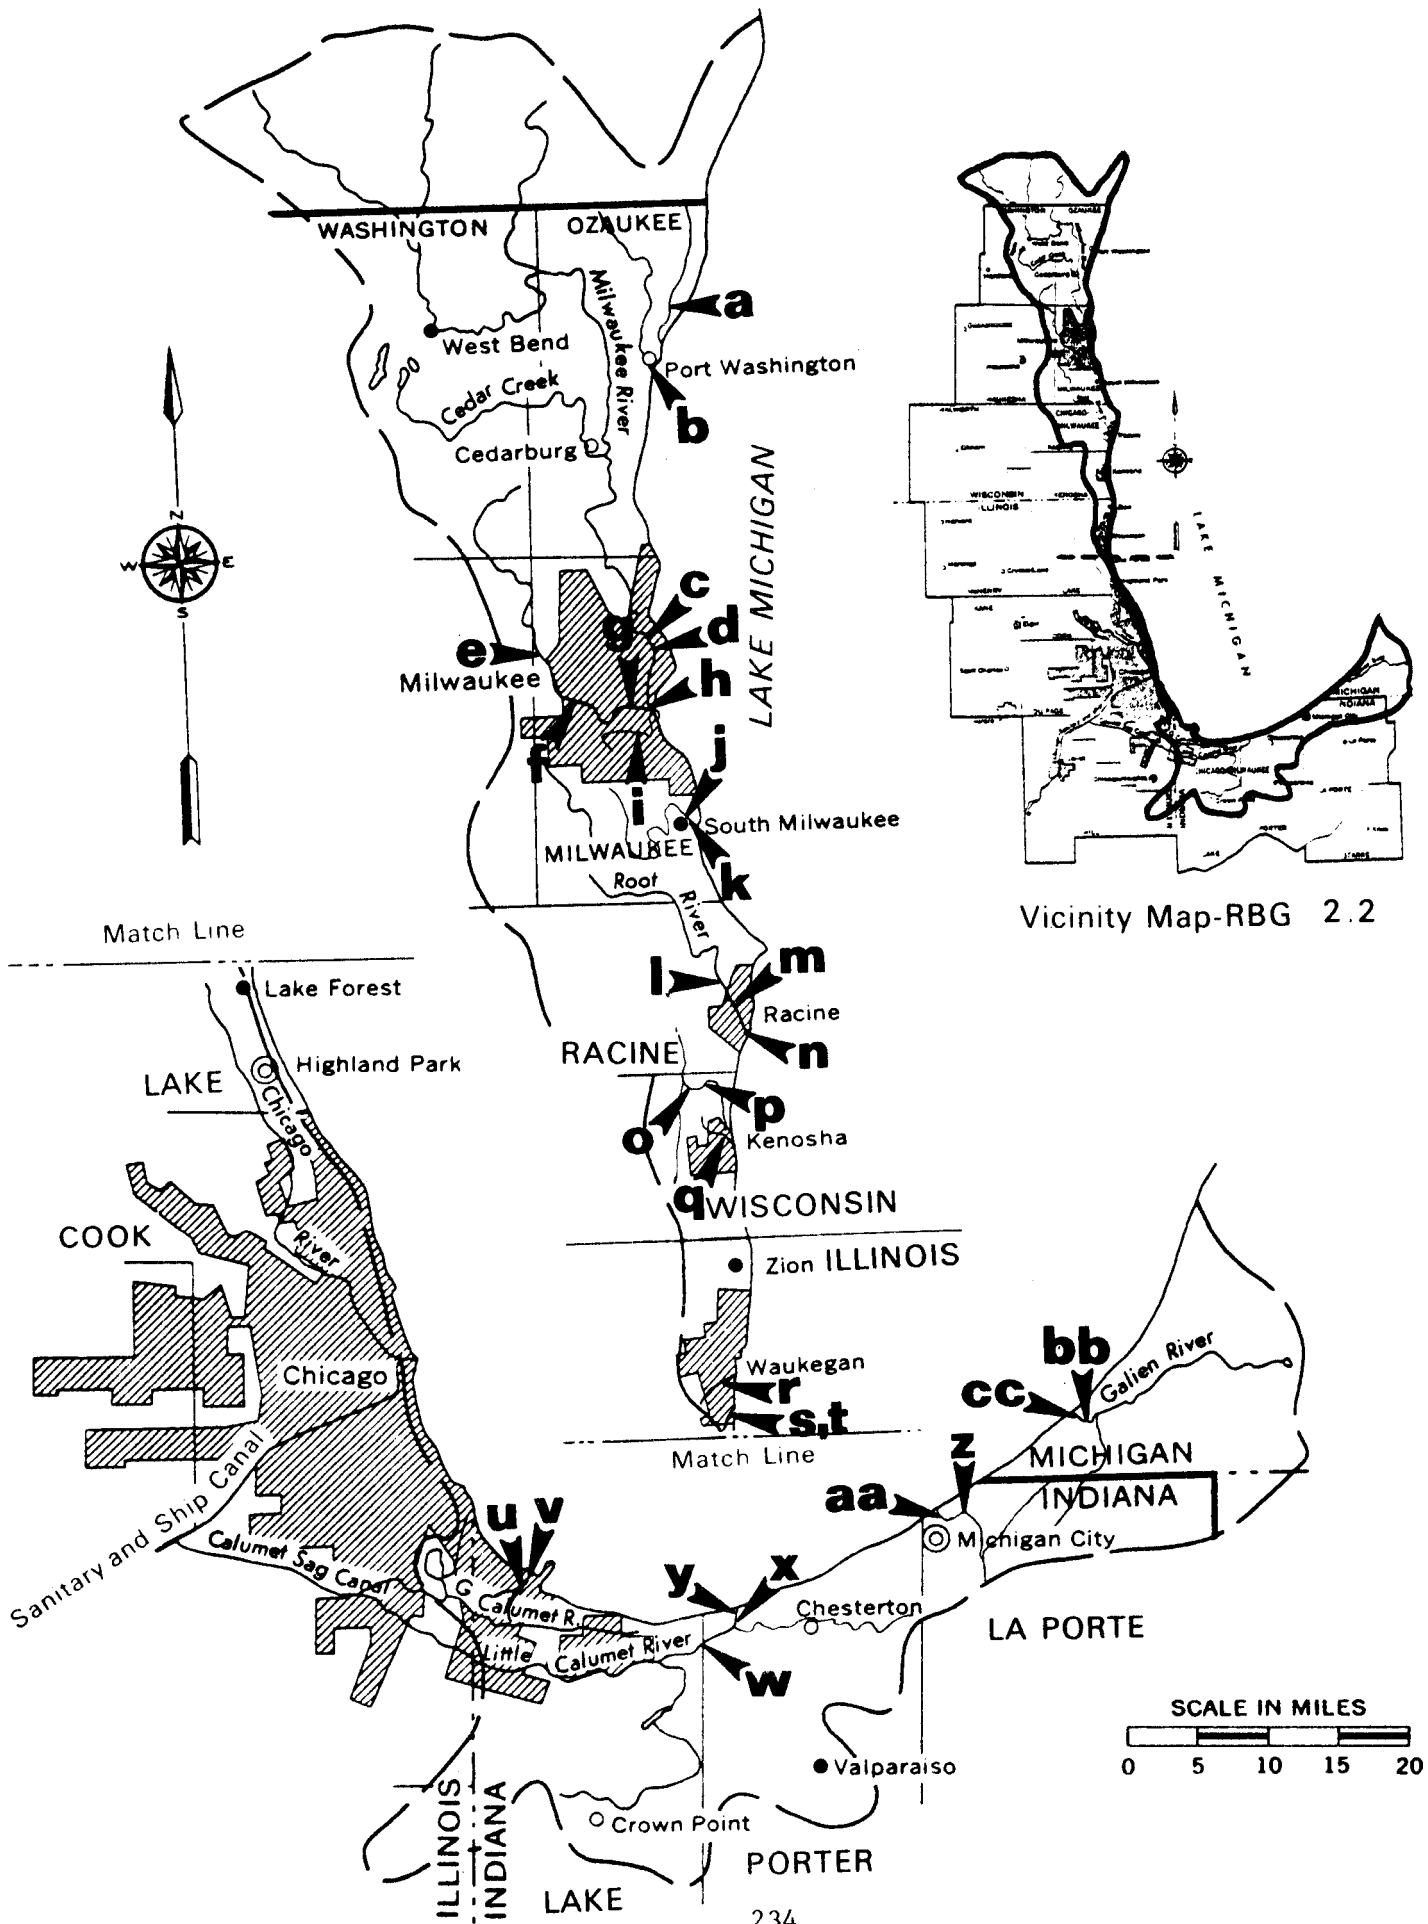 WASHINGTON
OZAUKEE
Milwaukee River
a
West Bend
Port Washington
Cedar Creek
b
Cedarburg
LAKE MICHIGAN
N
W
E
S
c
g
d
e
Milwaukee
h
f
i
j
South Milwaukee
MILWAUKEE
k
Root
River
Match Line
l
m
Lake Forest
Racine
n
RACINE
Highland Park
LAKE
p
o
Chicago
Kenosha
q
WISCONSIN
COOK
River
Zion
ILLINOIS
Waukegan
r
s,t
Match Line
Chicago
Sanitary and Ship Canal
Calumet Sag Canal
u
v
G. Calumet R.
Little Calumet River
y
x
w
Chesterton
bb
cc
Galien River
z
MICHIGAN
INDIANA
aa
Michigan City
LA PORTE
Valparaiso
Crown Point
ILLINOIS
INDIANA
LAKE
PORTER
SCALE IN MILES
0 5 10 15 20
WISCONSIN
ILLINOIS
LAKE MICHIGAN
MICHIGAN
INDIANA
Vicinity Map-RBG 2.2
234